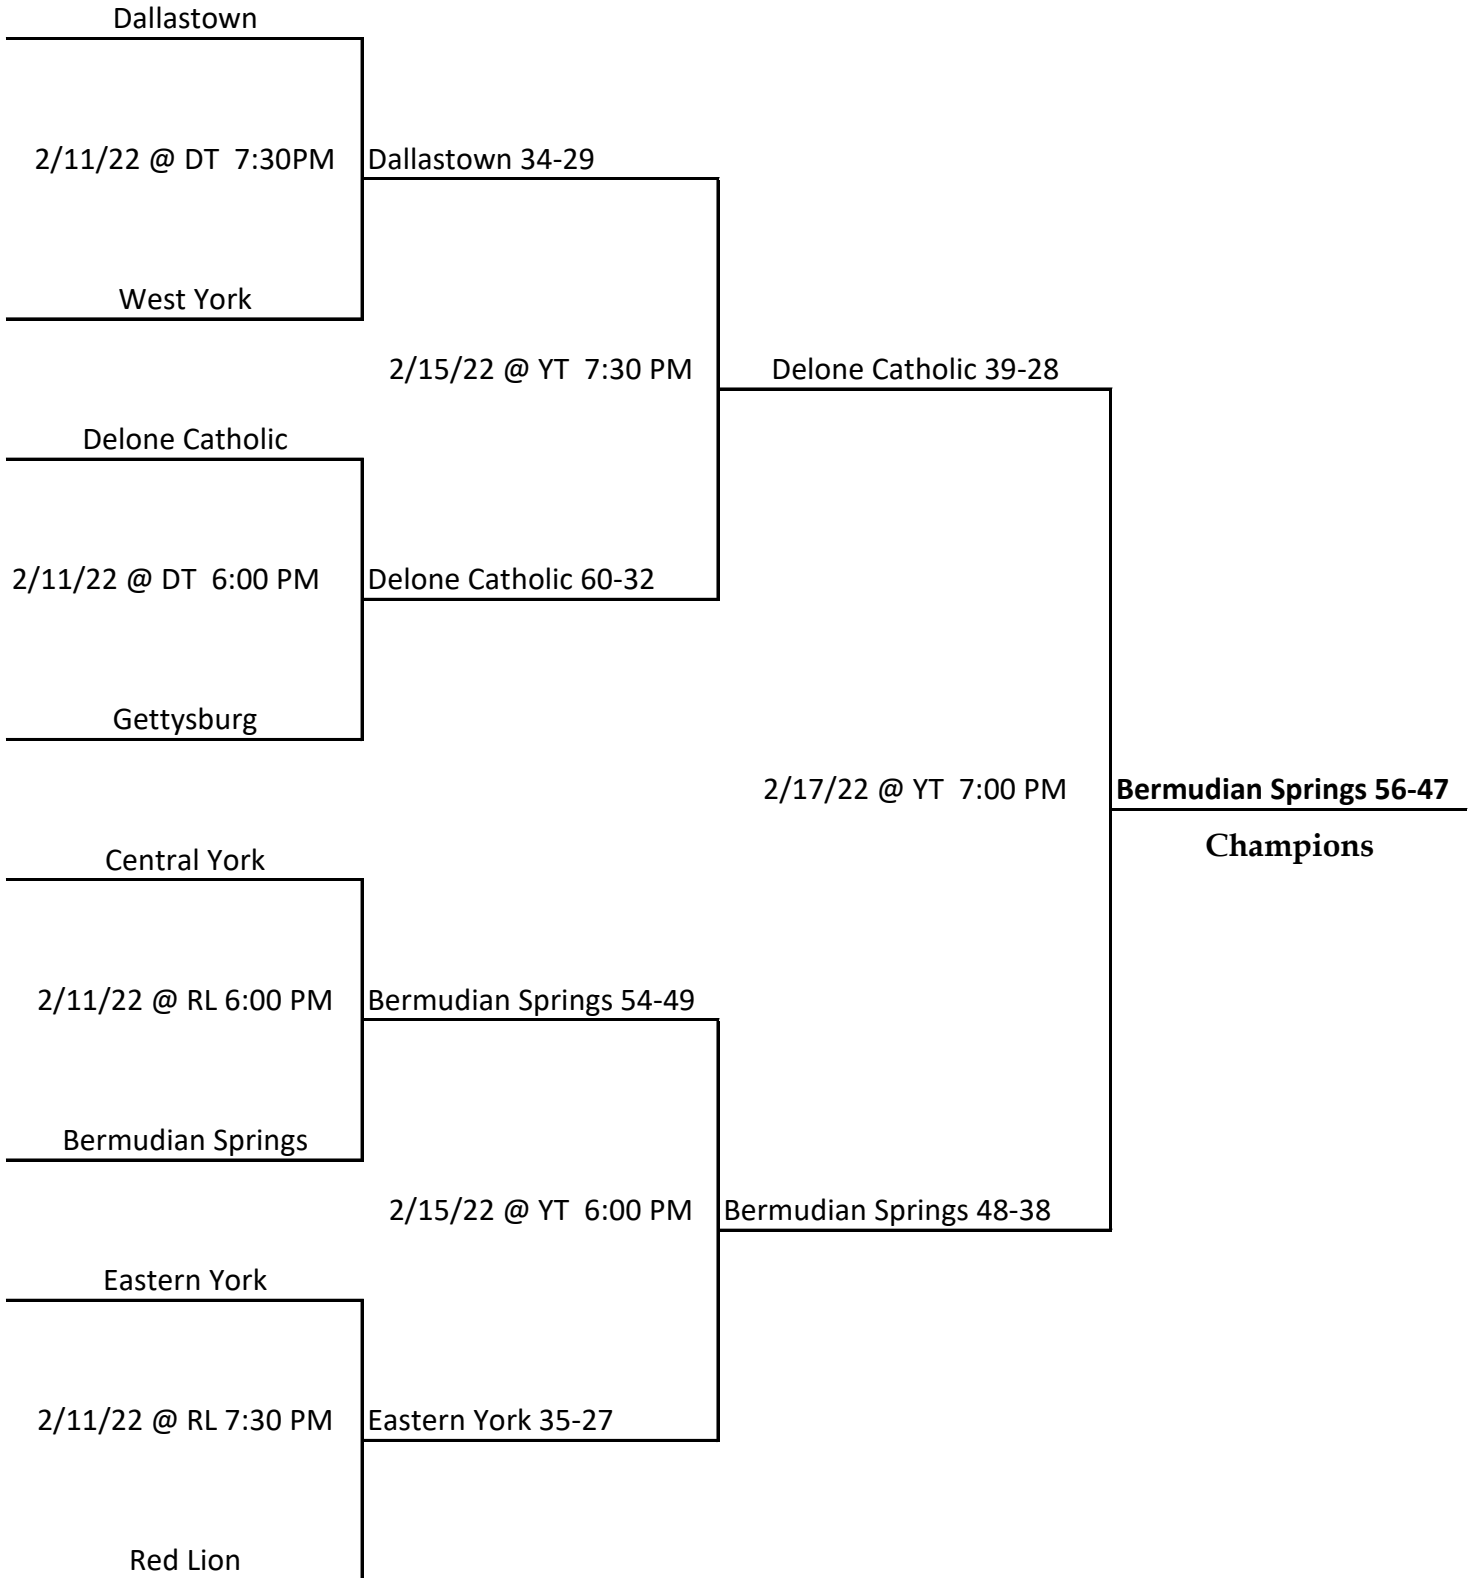 Dallastown
2/11/22 @ DT  7:30PM
Dallastown 34-29
West York
2/15/22 @ YT  7:30 PM
Delone Catholic 39-28
Delone Catholic
2/11/22 @ DT  6:00 PM
Delone Catholic 60-32
Gettysburg
2/17/22 @ YT  7:00 PM
Bermudian Springs 56-47
Champions
Central York
2/11/22 @ RL 6:00 PM
Bermudian Springs 54-49
Bermudian Springs
2/15/22 @ YT  6:00 PM
Bermudian Springs 48-38
Eastern York
2/11/22 @ RL 7:30 PM
Eastern York 35-27
Red Lion